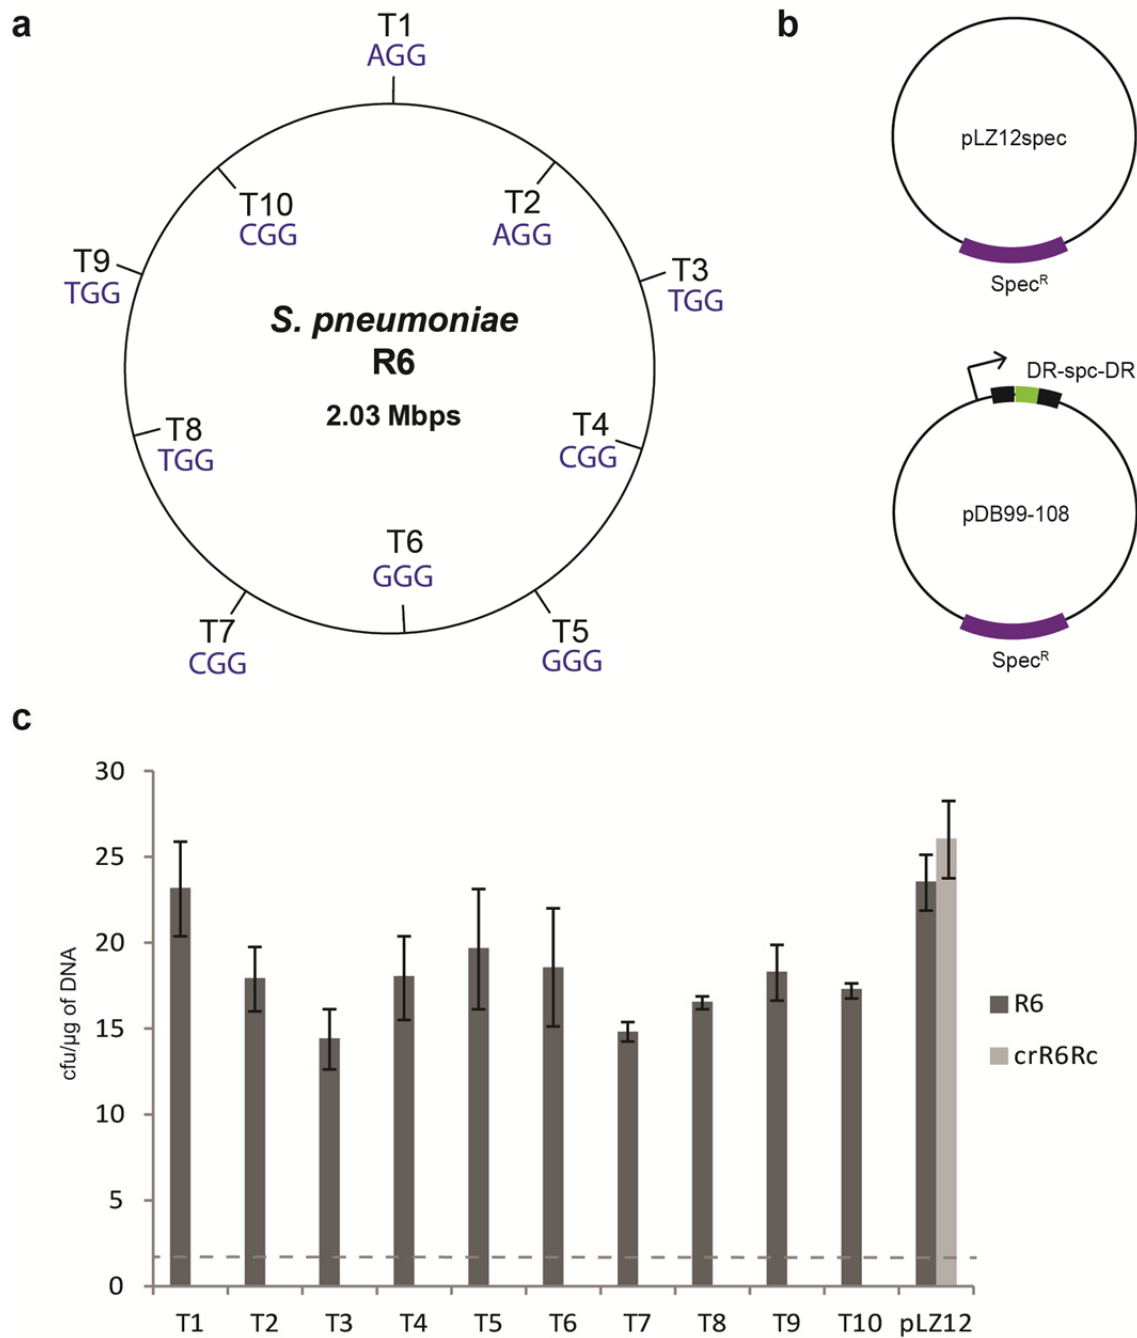 a
T1
AGG
T2
AGG
T3
TGG
T4
CGG
T5
GGG
T6
GGG
T7
CGG
T8
TGG
T9
TGG
T10
CGG
S. pneumoniae
R6
2.03 Mbps
b
pLZ12spec
Spec^R
DR-spc-DR
pDB99-108
Spec^R
c
30
25
20
15
10
5
0
cfu/µg of DNA
T1 T2 T3 T4 T5 T6 T7 T8 T9 T10 pLZ12
R6
crR6Rc